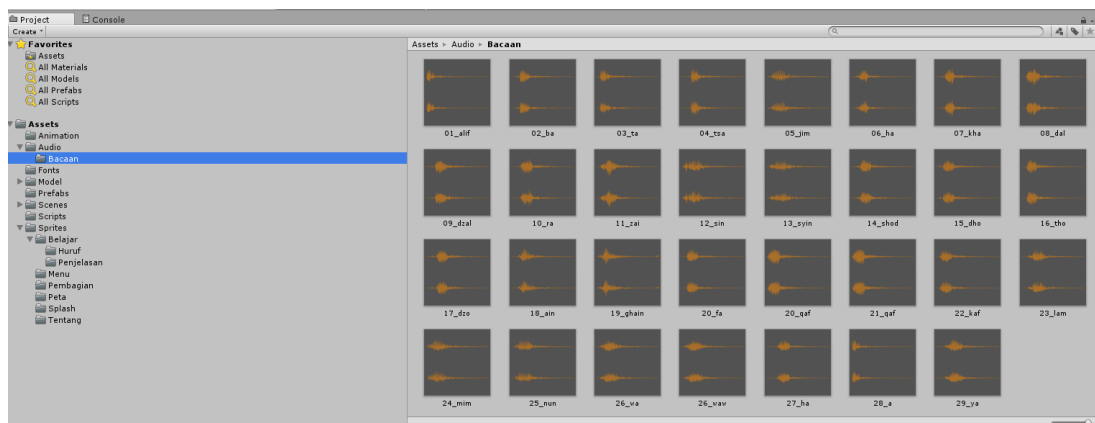 Project Console
Create
Favorites
Assets
All Materials
All Models
All Prefabs
All Scripts
Assets
Animation
Audio
Bacaan
Fonts
Model
Prefabs
Scenes
Scripts
Sprites
Belajar
Huruf
Penjelasan
Menu
Pembagian
Peta
Splash
Tentang
Assets Audio Bacaan
01_alif 02_ba 03_ta 04_tsa 05_jim 06_ha 07_kha 08_dal
09_dzal 10_ra 11_zai 12_sin 13_syin 14_shod 15_dho 16_tho
17_dzo 18_ain 19_ghain 20_fa 20_qaf 21_qaf 22_kaf 23_lam
24_mim 25_nun 26_wa 26_waw 27_ha 28_a 29_ya